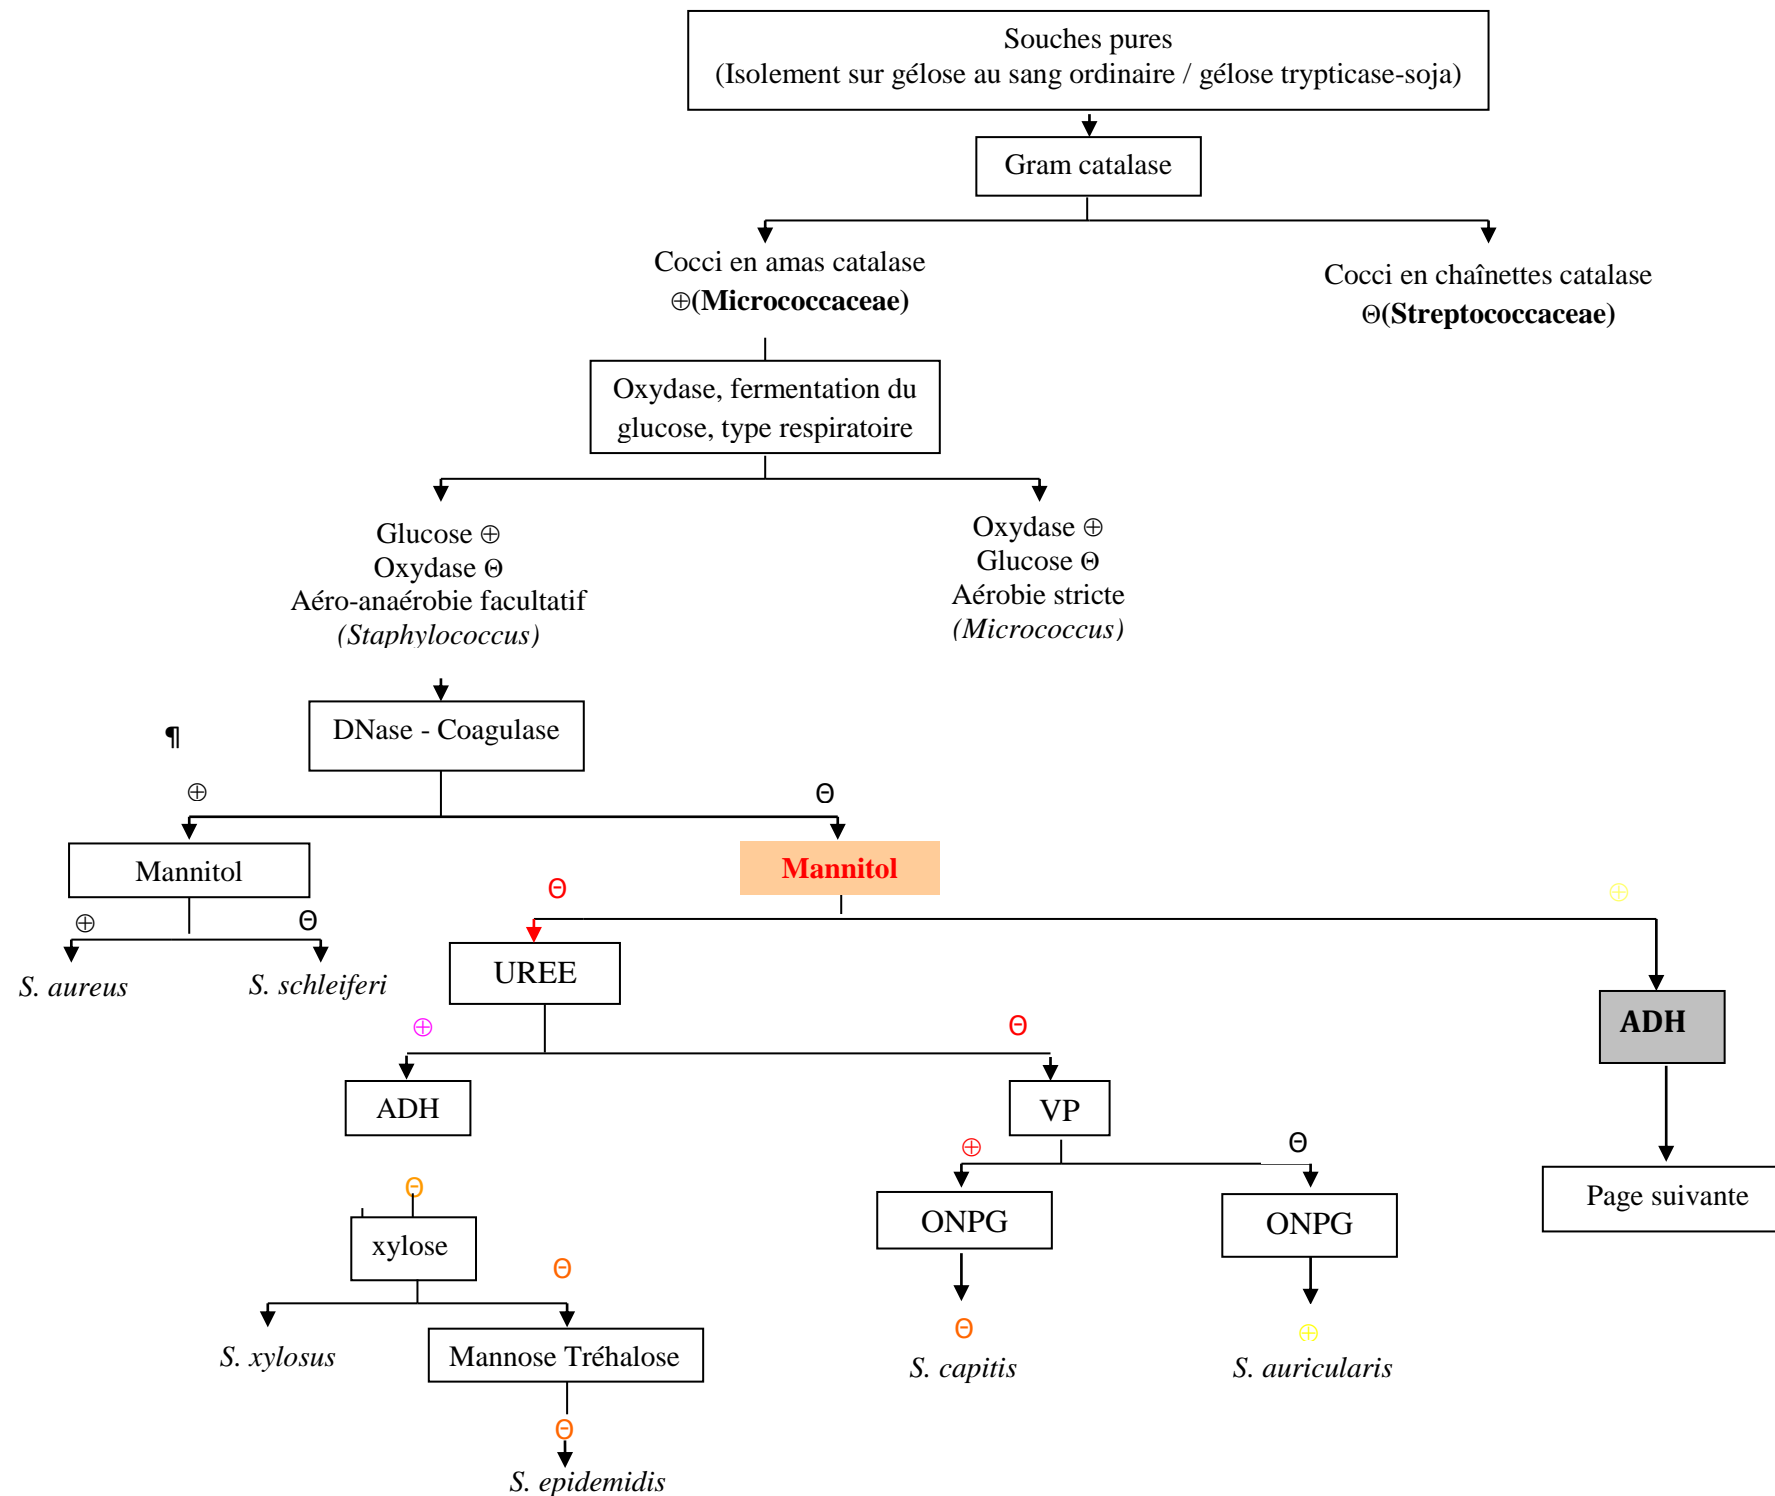 Souches pures
(Isolement sur gélose au sang ordinaire / gélose trypticase-soja)
Gram catalase
Cocci en amas catalase
⊕(Micrococcaceae)
Cocci en chaînettes catalase
Θ(Streptococcaceae)
Oxydase, fermentation du
glucose, type respiratoire
Glucose ⊕
Oxydase Θ
Aéro-anaérobie facultatif
(Staphylococcus)
Oxydase ⊕
Glucose Θ
Aérobie stricte
(Micrococcus)
DNase - Coagulase
¶
⊕
Θ
Mannitol
Mannitol
⊕
Θ
Θ
⊕
S. aureus
S. schleiferi
UREE
ADH
⊕
Θ
ADH
VP
⊕
Θ
Θ
ONPG
ONPG
Page suivante
xylose
Θ
S. xylosus
Mannose Tréhalose
Θ
⊕
S. capitis
S. auricularis
Θ
S. epidemidis